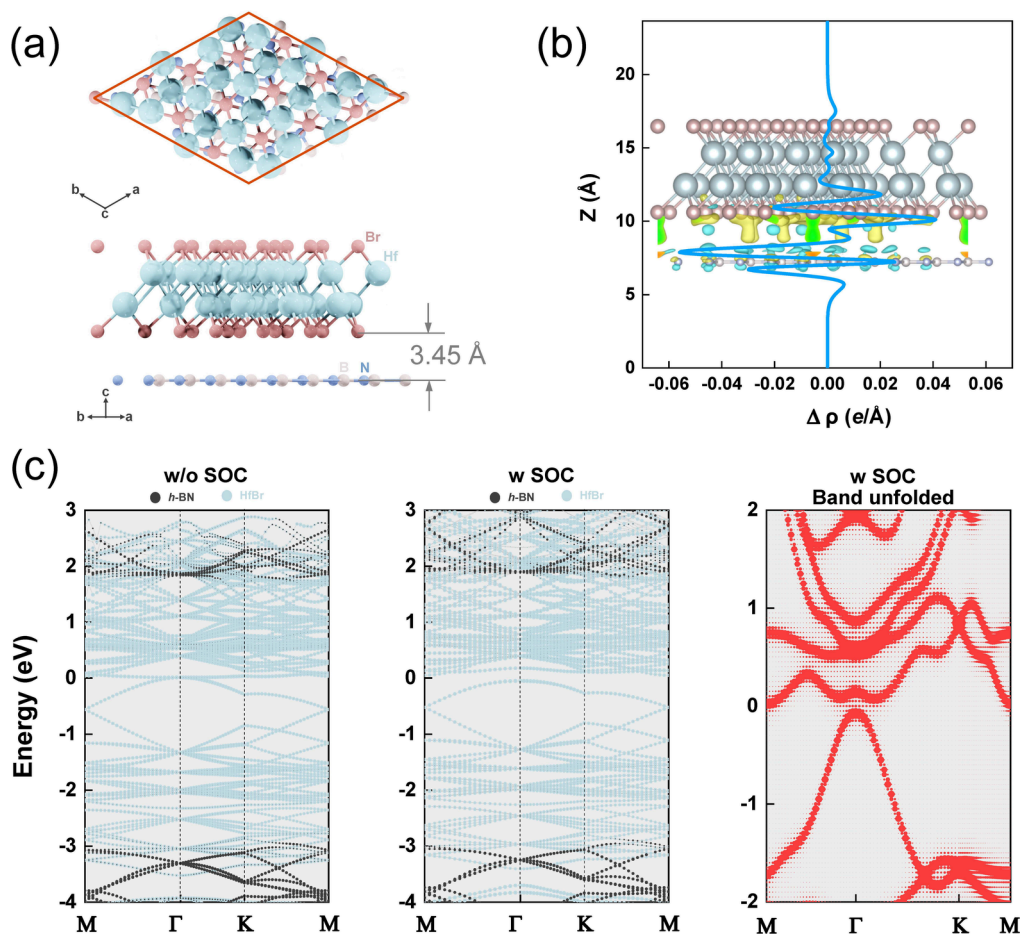 (a)
b
a
c
Br
Hf
3.45 Å
B
N
c
b
a
(b)
Z (Å)
20
15
10
5
0
-0.06 -0.04 -0.02 0.00 0.02 0.04 0.06
Δ ρ (e/Å)
(c)
w/o SOC
h-BN HfBr
Energy (eV)
3
2
1
0
-1
-2
-3
-4
M Γ K M
w SOC
h-BN HfBr
3
2
1
0
-1
-2
-3
-4
M Γ K M
w SOC
Band unfolded
2
1
0
-1
-2
M Γ K M